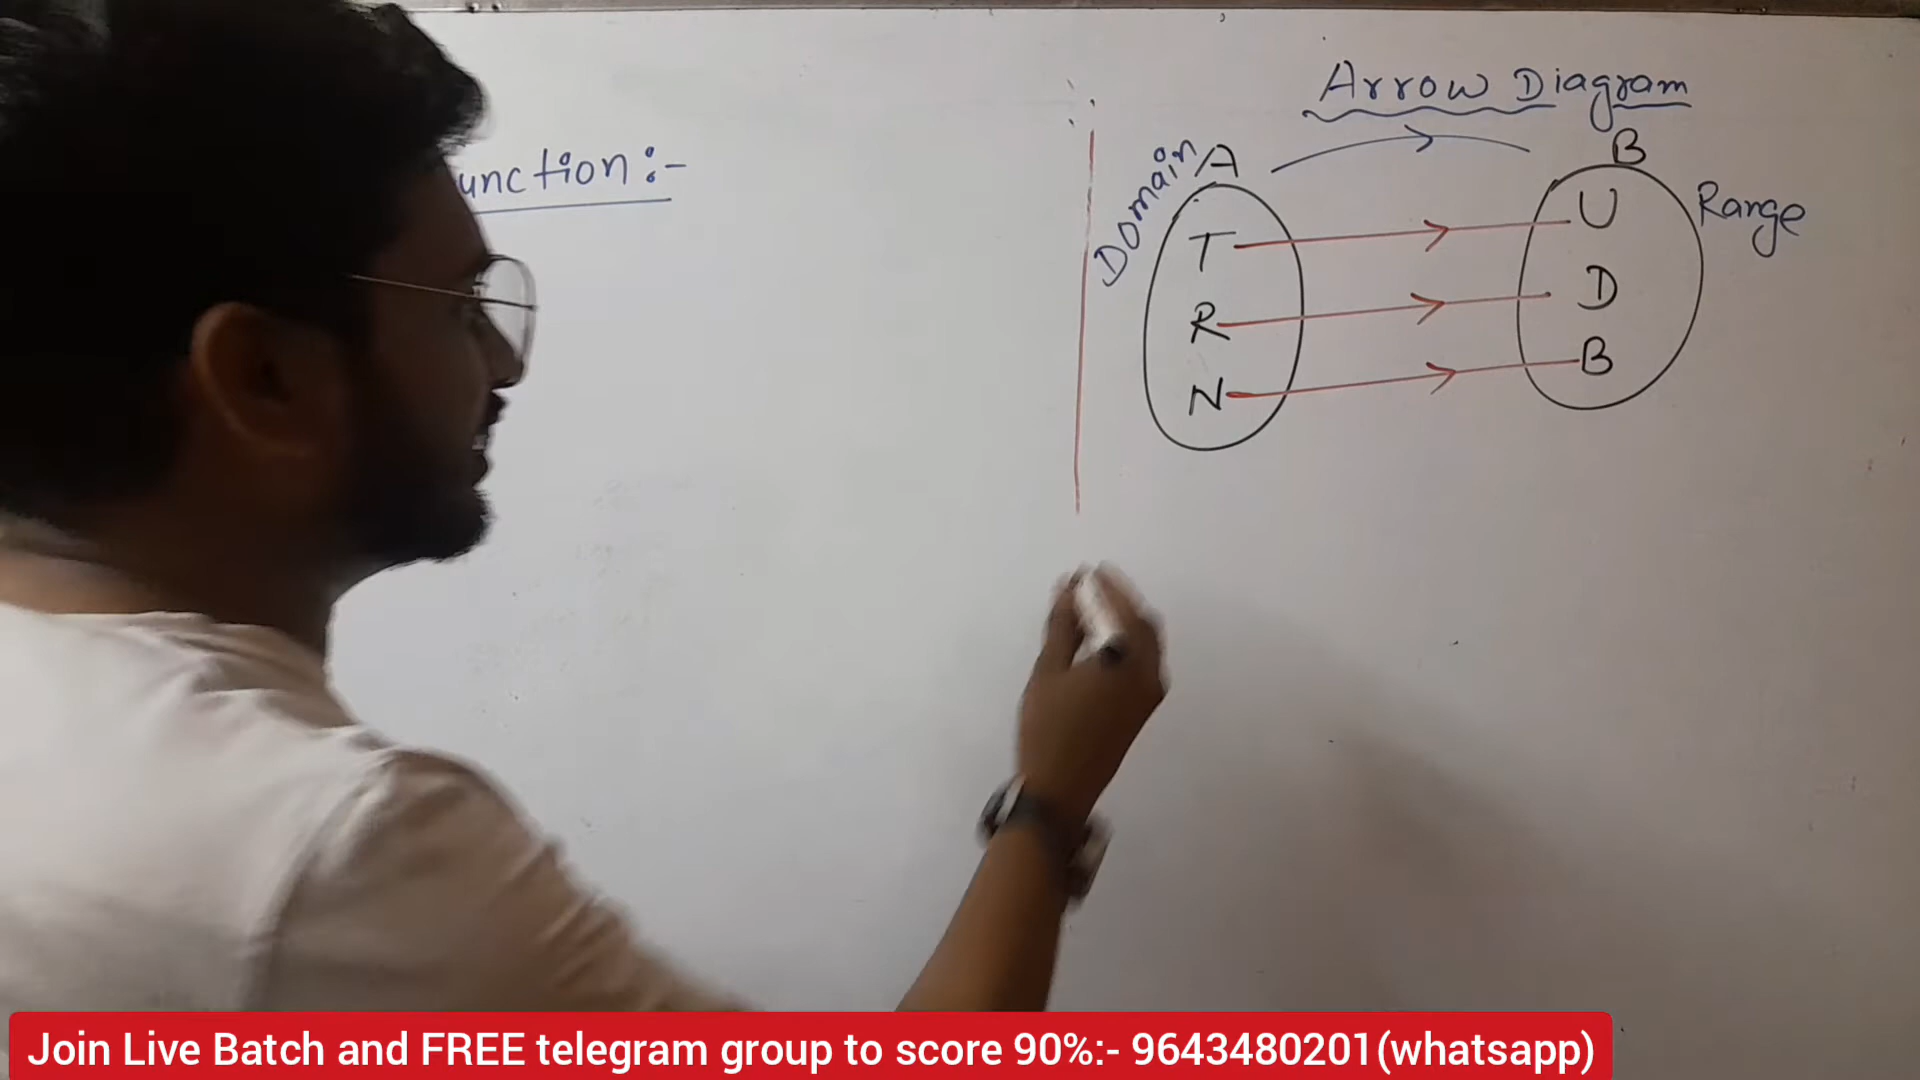 unction :-
Arrow Diagram
Domain A B Range
T U
R D
N B
Join Live Batch and FREE telegram group to score 90%:- 9643480201(whatsapp)